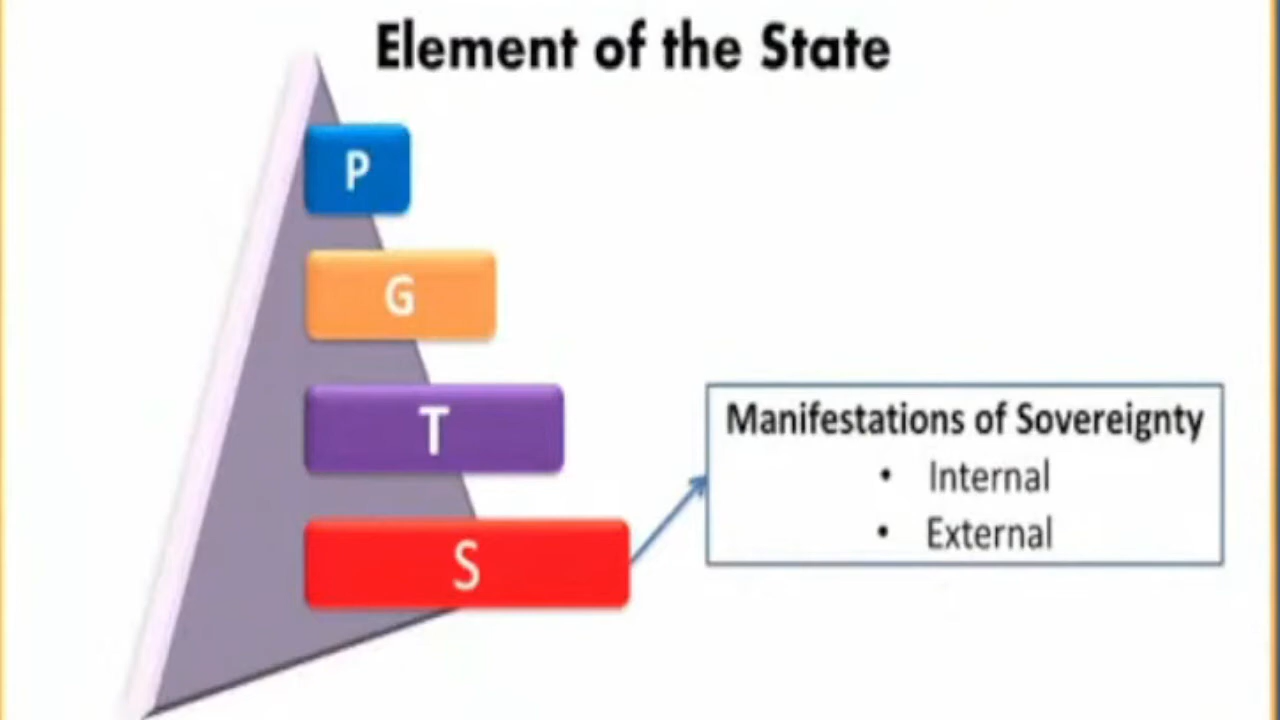 Element of the State
P
G
T
S
Manifestations of Sovereignty
• Internal
• External